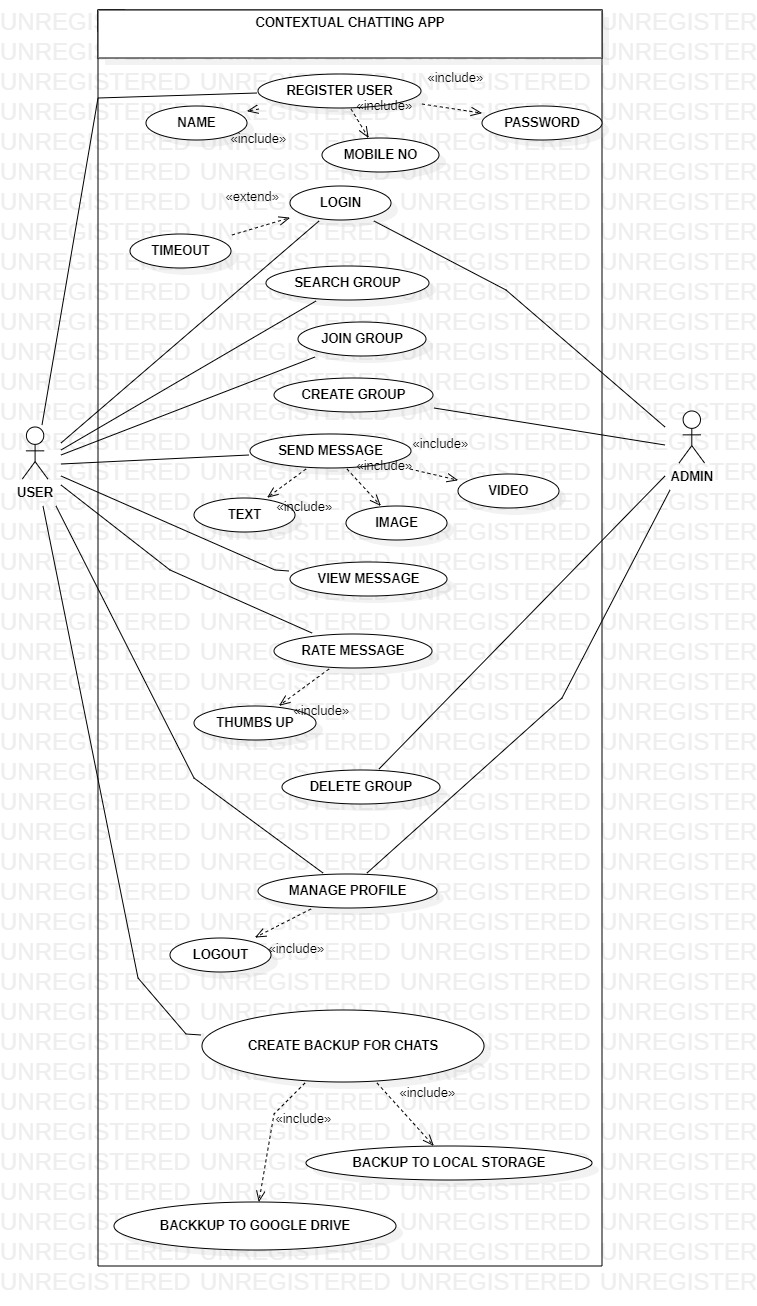 CONTEXTUAL CHATTING APP
REGISTER USER
«include»
«include»
NAME
PASSWORD
«include»
MOBILE NO
«extend»
LOGIN
TIMEOUT
SEARCH GROUP
JOIN GROUP
CREATE GROUP
SEND MESSAGE
«include»
«include»
ADMIN
USER
VIDEO
TEXT
«include»
IMAGE
VIEW MESSAGE
RATE MESSAGE
THUMBS UP
«include»
DELETE GROUP
MANAGE PROFILE
LOGOUT
«include»
CREATE BACKUP FOR CHATS
«include»
«include»
BACKUP TO LOCAL STORAGE
BACKKUP TO GOOGLE DRIVE
UNREGISTERED